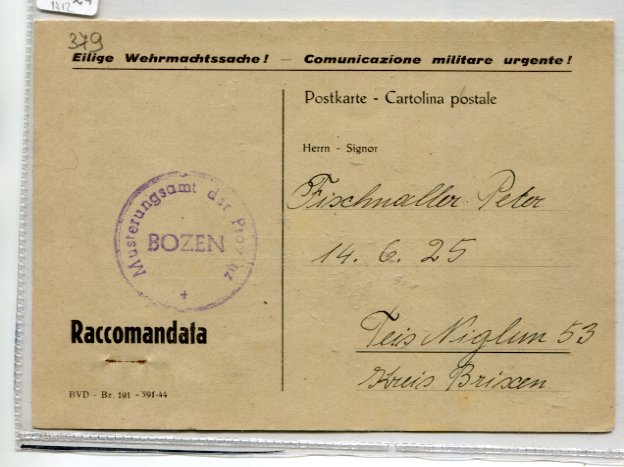 379
Eilige Wehrmachtssache! — Comunicazione militare urgente!
Postkarte - Cartolina postale
Herrn - Signor
Fischnaller Peter
14. 6. 25
Musterungsamt der Provinz
BOZEN
Teis Niglun 53
Kreis Brixen
Raccomandata
BVD - Bz. 101 - 391-44